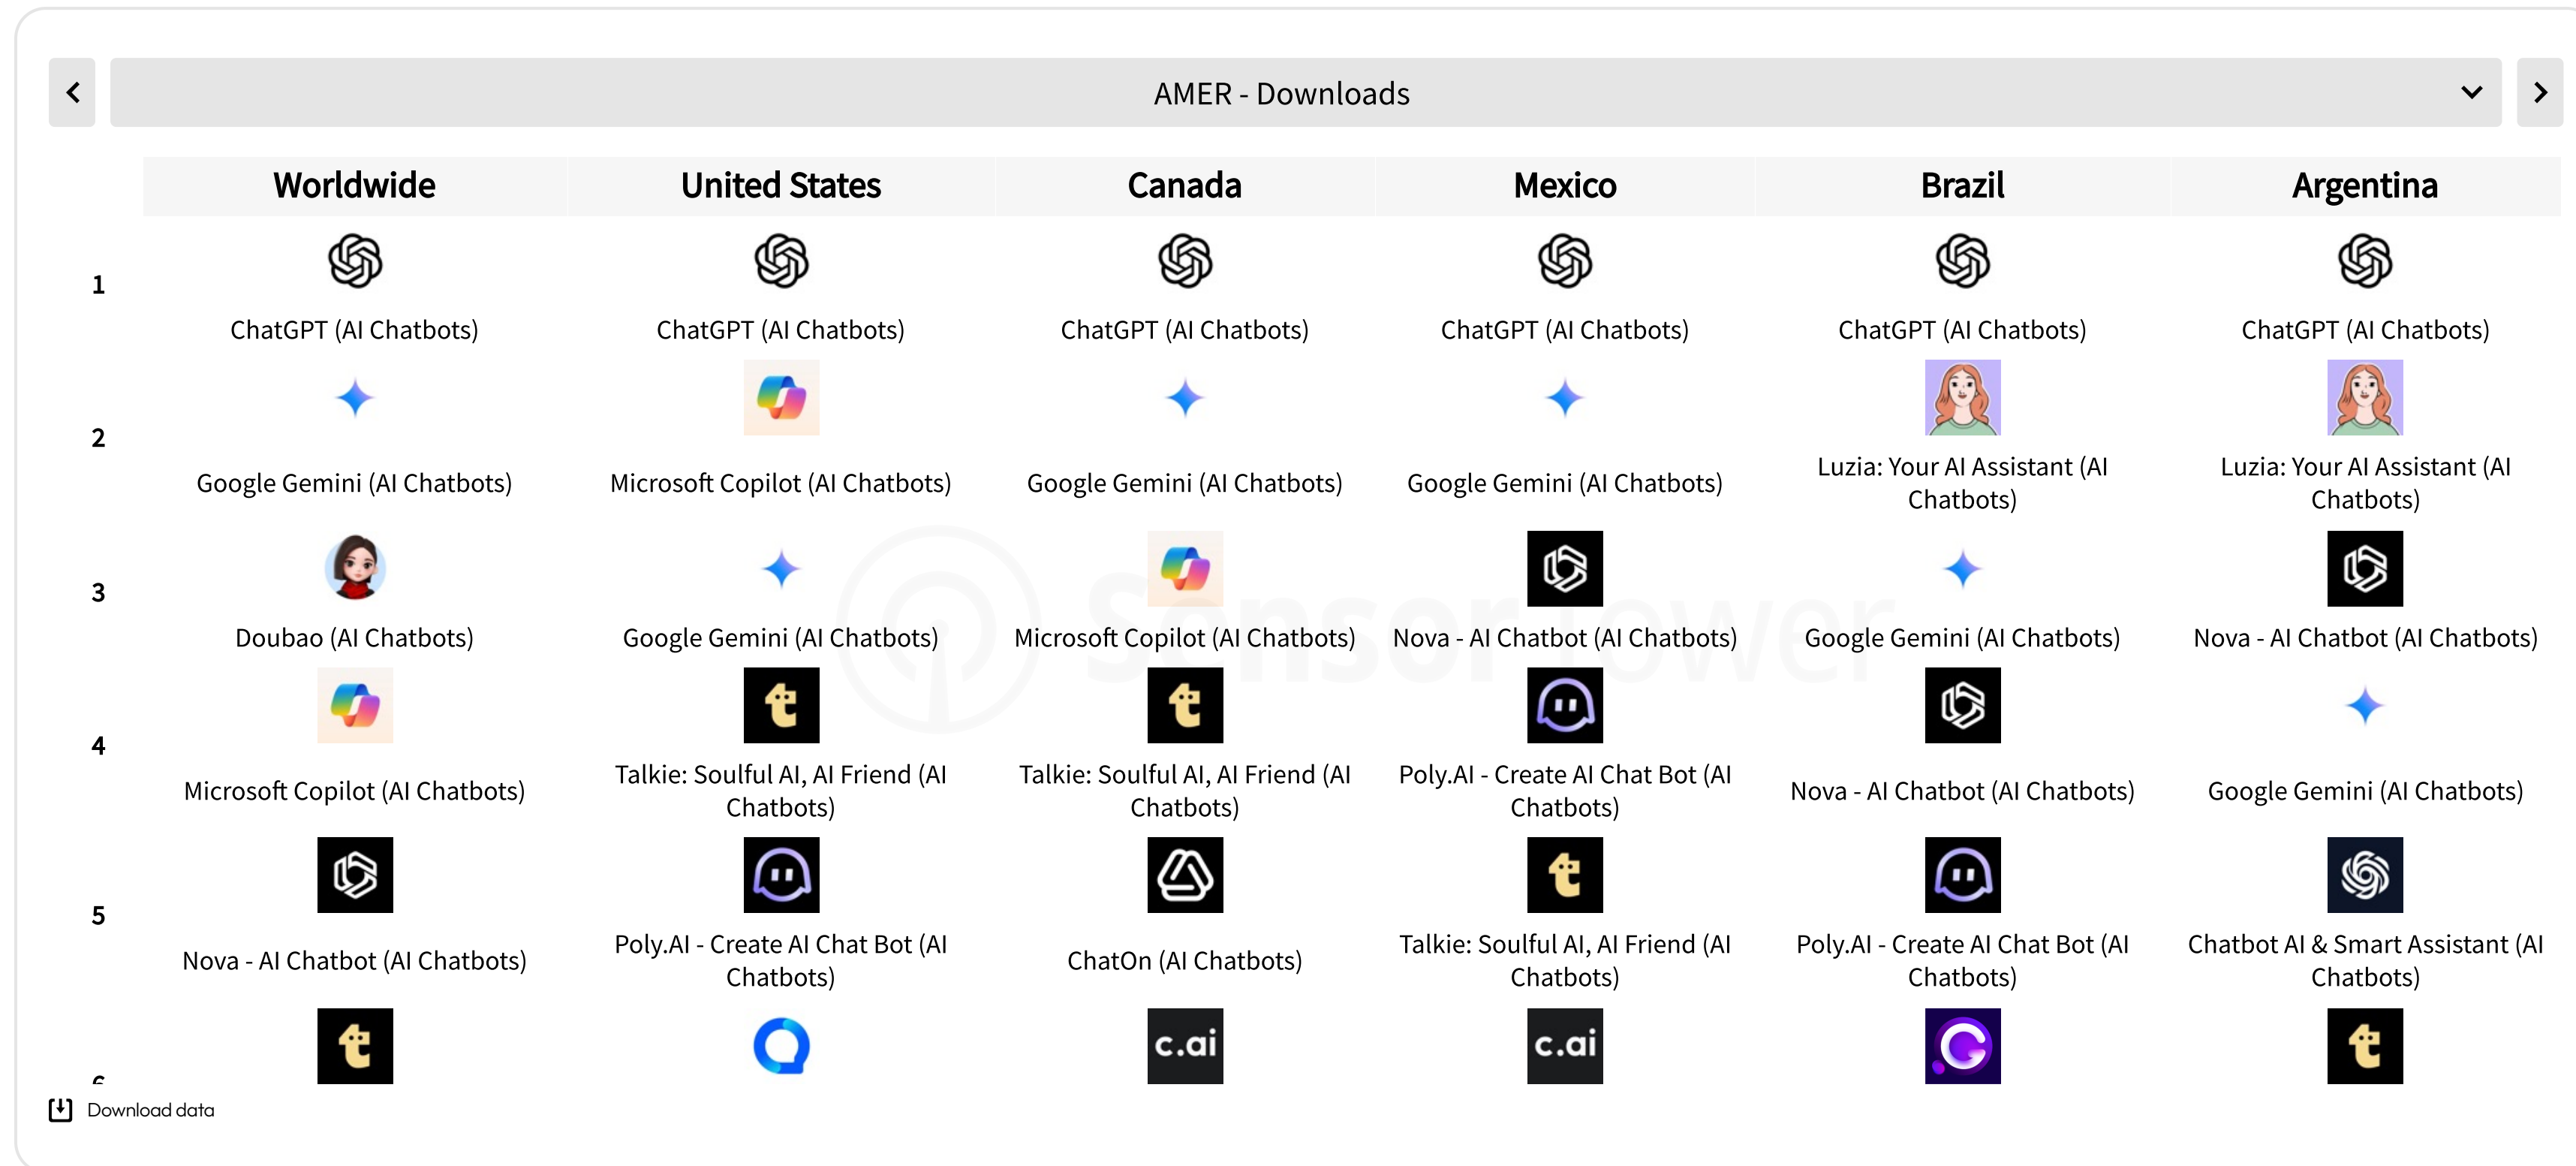 AMER - Downloads
Worldwide United States Canada Mexico Brazil Argentina
1
ChatGPT (AI Chatbots) ChatGPT (AI Chatbots) ChatGPT (AI Chatbots) ChatGPT (AI Chatbots) ChatGPT (AI Chatbots) ChatGPT (AI Chatbots)
2
Google Gemini (AI Chatbots) Microsoft Copilot (AI Chatbots) Google Gemini (AI Chatbots) Google Gemini (AI Chatbots) Luzia: Your AI Assistant (AI Luzia: Your AI Assistant (AI
Chatbots) Chatbots)
3
Sensor Tower
Doubao (AI Chatbots) Google Gemini (AI Chatbots) Microsoft Copilot (AI Chatbots) Nova - AI Chatbot (AI Chatbots) Google Gemini (AI Chatbots) Nova - AI Chatbot (AI Chatbots)
4
Microsoft Copilot (AI Chatbots) Talkie: Soulful AI, AI Friend (AI Talkie: Soulful AI, AI Friend (AI Poly.AI - Create AI Chat Bot (AI Nova - AI Chatbot (AI Chatbots) Google Gemini (AI Chatbots)
Chatbots) Chatbots) Chatbots)
5
Nova - AI Chatbot (AI Chatbots) Poly.AI - Create AI Chat Bot (AI ChatOn (AI Chatbots) Talkie: Soulful AI, AI Friend (AI Poly.AI - Create AI Chat Bot (AI Chatbot AI & Smart Assistant (AI
Chatbots) Chatbots) Chatbots) Chatbots)
c.ai c.ai
Download data